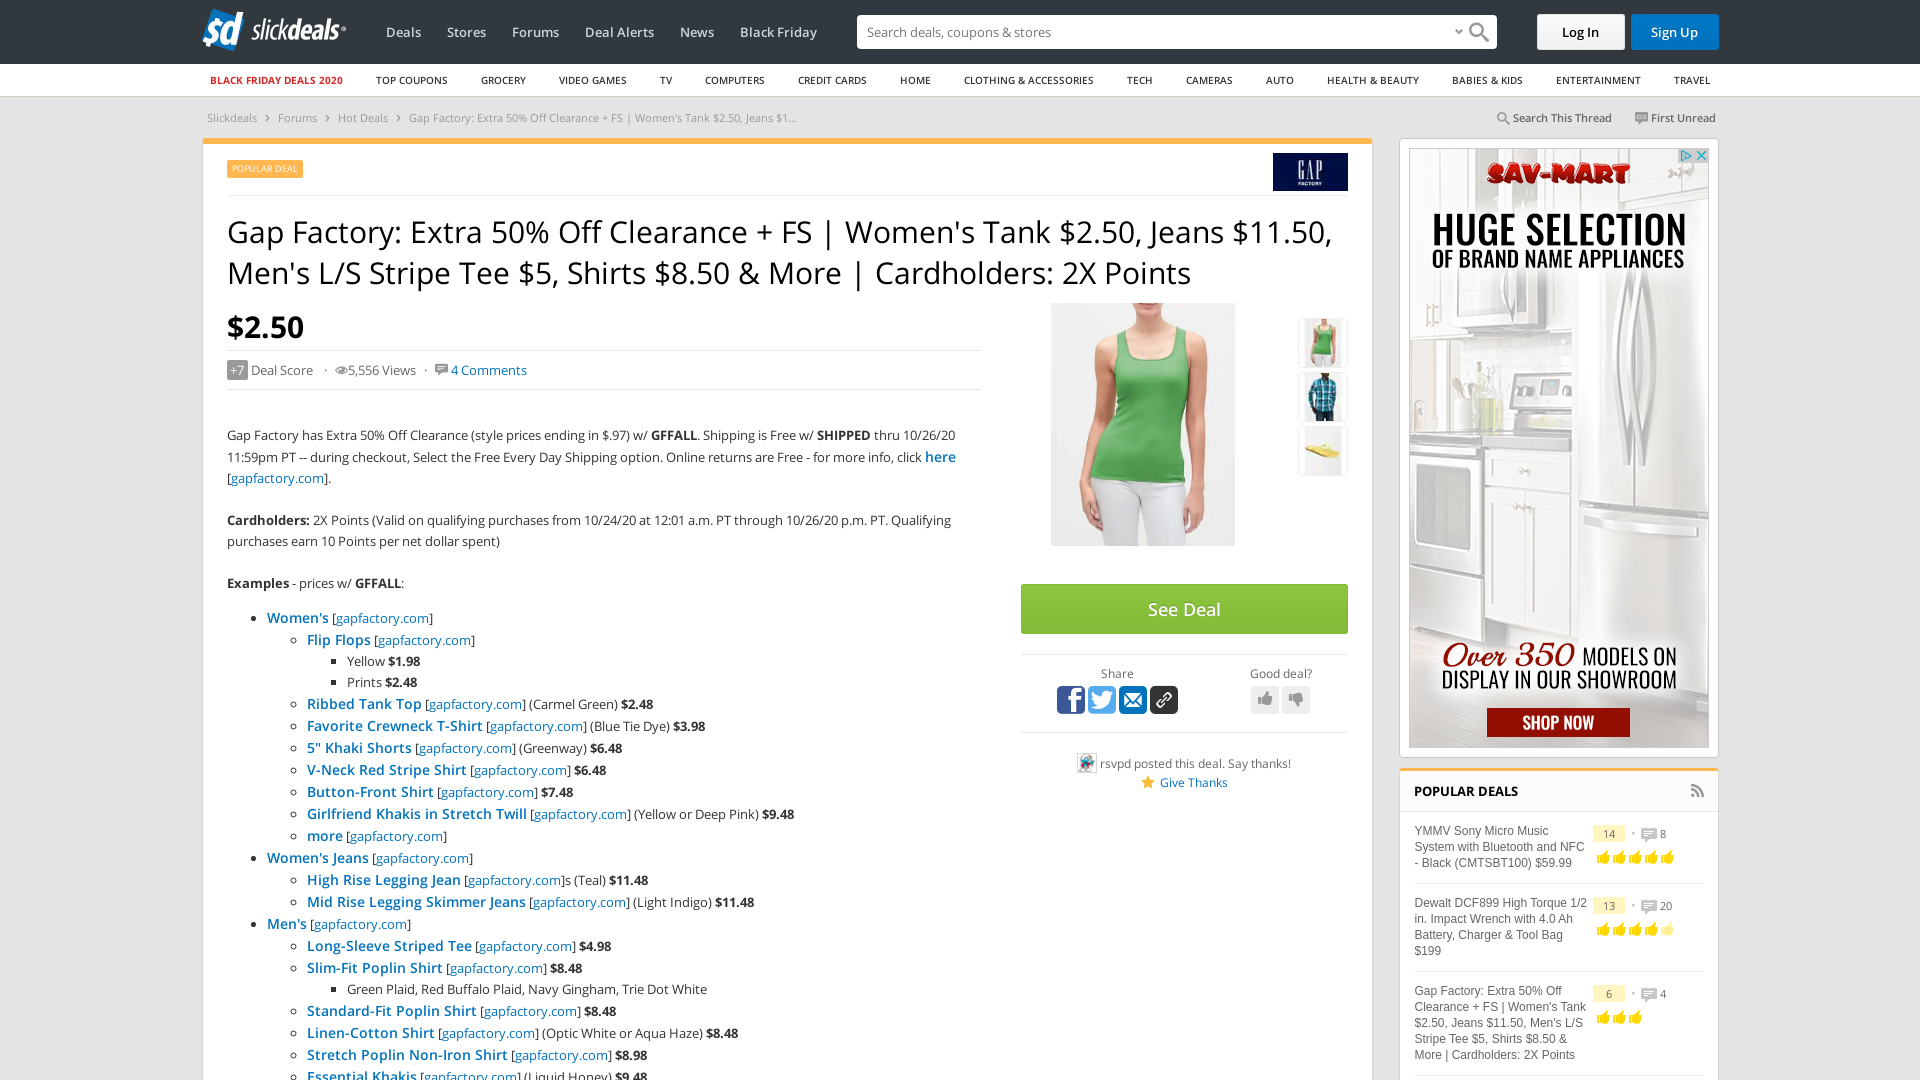 slickdeals
Deals Stores Forums Deal Alerts News Black Friday
Search deals, coupons & stores
Log In
Sign Up
BLACK FRIDAY DEALS 2020 TOP COUPONS GROCERY VIDEO GAMES TV COMPUTERS CREDIT CARDS HOME CLOTHING & ACCESSORIES TECH CAMERAS AUTO HEALTH & BEAUTY BABIES & KIDS ENTERTAINMENT TRAVEL
Slickdeals › Forums › Hot Deals › Gap Factory: Extra 50% Off Clearance + FS | Women's Tank $2.50, Jeans $1...
Search This Thread
First Unread
POPULAR DEAL
GAP
FACTORY
Gap Factory: Extra 50% Off Clearance + FS | Women's Tank $2.50, Jeans $11.50,
Men's L/S Stripe Tee $5, Shirts $8.50 & More | Cardholders: 2X Points
$2.50
+7 Deal Score · 5,556 Views · 4 Comments
Gap Factory has Extra 50% Off Clearance (style prices ending in $.97) w/ GFFALL. Shipping is Free w/ SHIPPED thru 10/26/20
11:59pm PT -- during checkout, Select the Free Every Day Shipping option. Online returns are Free - for more info, click here
[gapfactory.com].
Cardholders: 2X Points (Valid on qualifying purchases from 10/24/20 at 12:01 a.m. PT through 10/26/20 p.m. PT. Qualifying
purchases earn 10 Points per net dollar spent)
Examples - prices w/ GFFALL:
Women's [gapfactory.com]
Flip Flops [gapfactory.com]
Yellow $1.98
Prints $2.48
Ribbed Tank Top [gapfactory.com] (Carmel Green) $2.48
Favorite Crewneck T-Shirt [gapfactory.com] (Blue Tie Dye) $3.98
5" Khaki Shorts [gapfactory.com] (Greenway) $6.48
V-Neck Red Stripe Shirt [gapfactory.com] $6.48
Button-Front Shirt [gapfactory.com] $7.48
Girlfriend Khakis in Stretch Twill [gapfactory.com] (Yellow or Deep Pink) $9.48
more [gapfactory.com]
Women's Jeans [gapfactory.com]
High Rise Legging Jean [gapfactory.com]s (Teal) $11.48
Mid Rise Legging Skimmer Jeans [gapfactory.com] (Light Indigo) $11.48
Men's [gapfactory.com]
Long-Sleeve Striped Tee [gapfactory.com] $4.98
Slim-Fit Poplin Shirt [gapfactory.com] $8.48
Green Plaid, Red Buffalo Plaid, Navy Gingham, Trie Dot White
Standard-Fit Poplin Shirt [gapfactory.com] $8.48
Linen-Cotton Shirt [gapfactory.com] (Optic White or Aqua Haze) $8.48
Stretch Poplin Non-Iron Shirt [gapfactory.com] $8.98
Essential Khakis [gapfactory.com] (Liquid Honey) $9.48
See Deal
Share
Good deal?
rsvpd posted this deal. Say thanks!
Give Thanks
SAV-MART
HUGE SELECTION
OF BRAND NAME APPLIANCES
Over 350 MODELS ON
DISPLAY IN OUR SHOWROOM
SHOP NOW
POPULAR DEALS
YMMV Sony Micro Music
System with Bluetooth and NFC
- Black (CMTSBT100) $59.99
14 • 8
Dewalt DCF899 High Torque 1/2
in. Impact Wrench with 4.0 Ah
Battery, Charger & Tool Bag
$199
13 • 20
Gap Factory: Extra 50% Off
Clearance + FS | Women's Tank
$2.50, Jeans $11.50, Men's L/S
Stripe Tee $5, Shirts $8.50 &
More | Cardholders: 2X Points
6 • 4